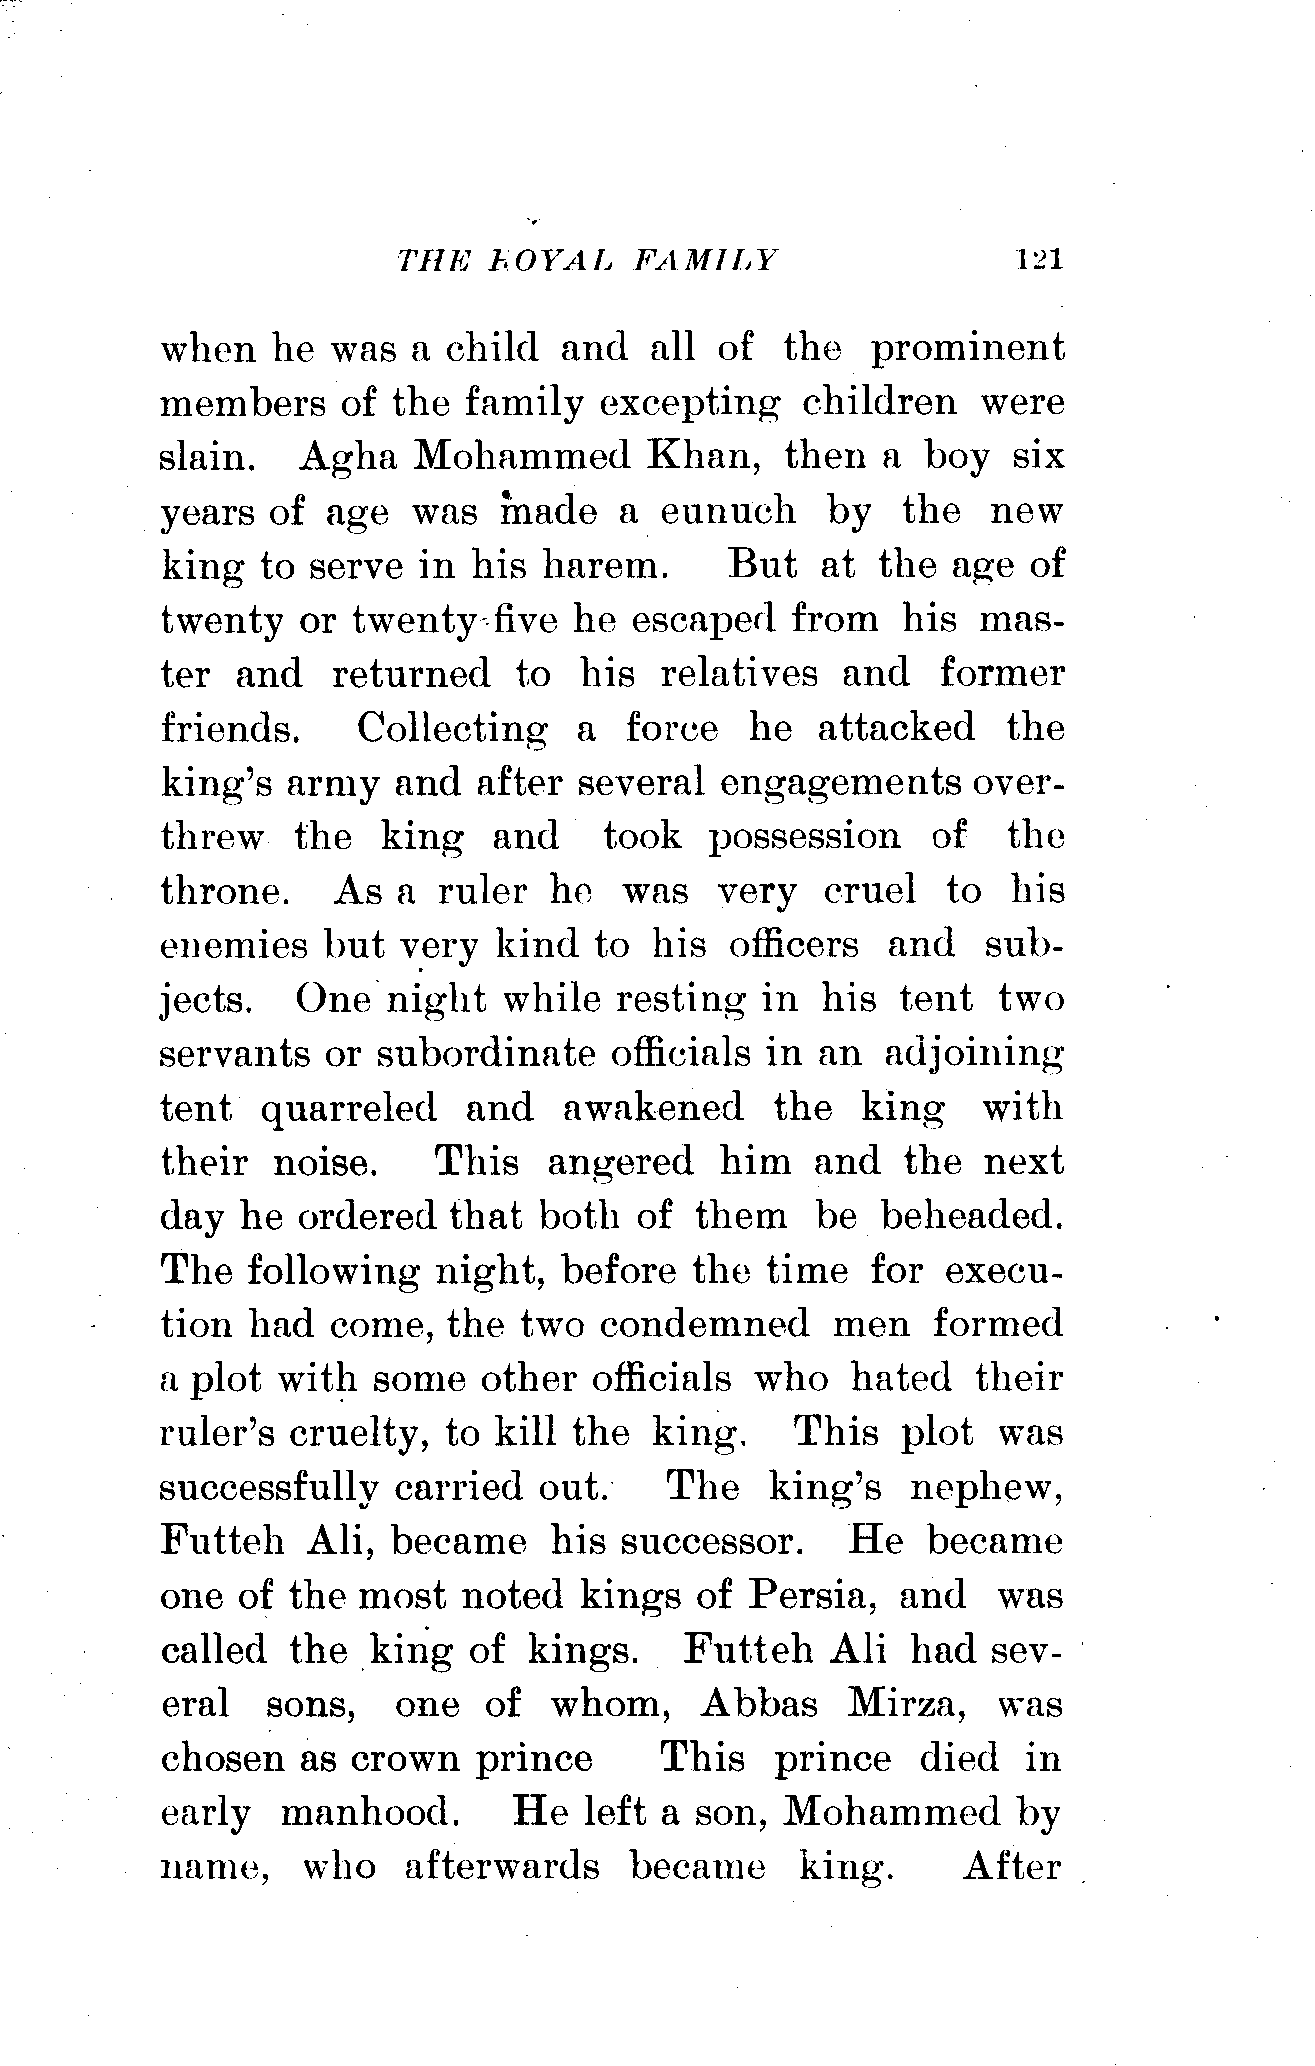 THE ROYAL FAMILY 121
when he was a child and all of the prominent
members of the family excepting children were
slain. Agha Mohammed Khan, then a boy six
years of age was made a eunuch by the new
king to serve in his harem. But at the age of
twenty or twenty-five he escaped from his mas-
ter and returned to his relatives and former
friends. Collecting a force he attacked the
king's army and after several engagements over-
threw the king and took possession of the
throne. As a ruler he was very cruel to his
enemies but very kind to his officers and sub-
jects. One night while resting in his tent two
servants or subordinate officials in an adjoining
tent quarreled and awakened the king with
their noise. This angered him and the next
day he ordered that both of them be beheaded.
The following night, before the time for execu-
tion had come, the two condemned men formed
a plot with some other officials who hated their
ruler's cruelty, to kill the king. This plot was
successfully carried out. The king's nephew,
Futteh Ali, became his successor. He became
one of the most noted kings of Persia, and was
called the king of kings. Futteh Ali had sev-
eral sons, one of whom, Abbas Mirza, was
chosen as crown prince This prince died in
early manhood. He left a son, Mohammed by
name, who afterwards became king. After